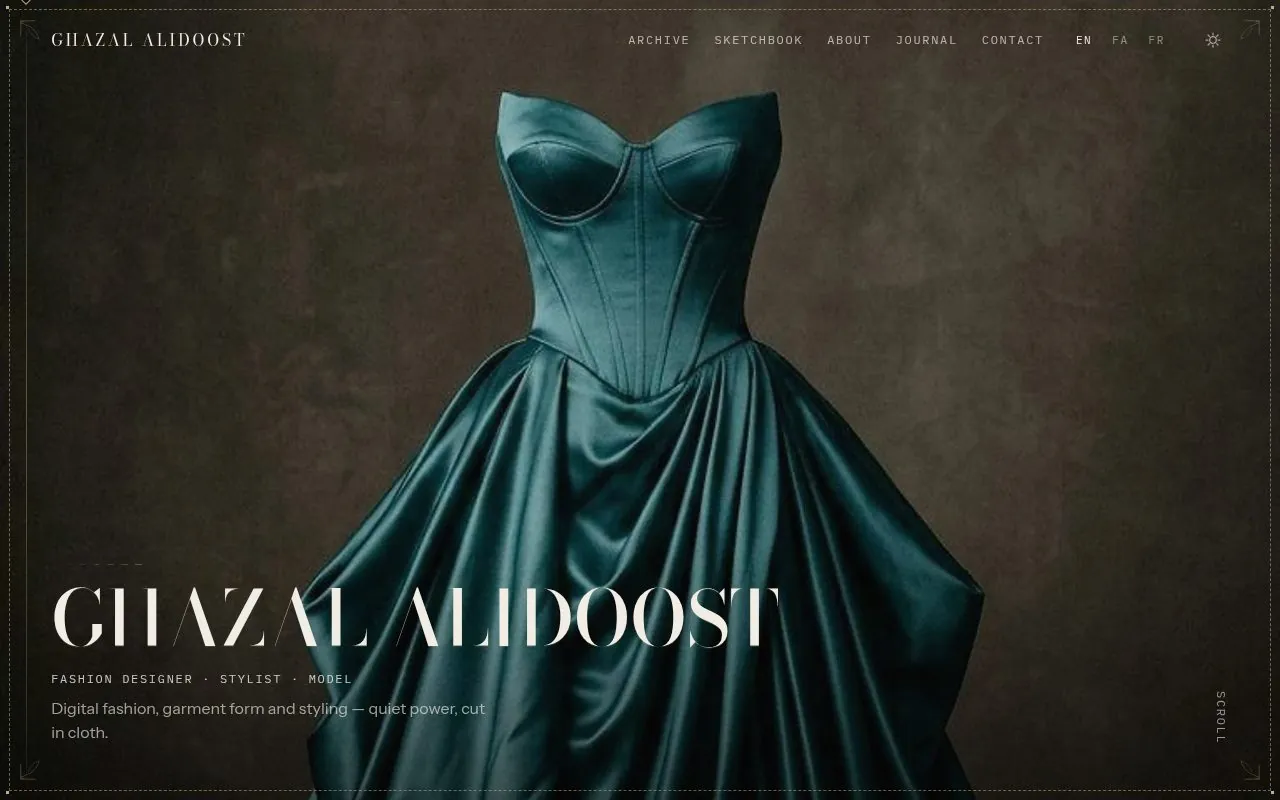 GHAZAL ALIDOOST
ARCHIVE SKETCHBOOK ABOUT JOURNAL CONTACT EN FA FR
GHAZAL ALIDOOST
FASHION DESIGNER · STYLIST · MODEL
Digital fashion, garment form and styling — quiet power, cut
in cloth.
SCROLL